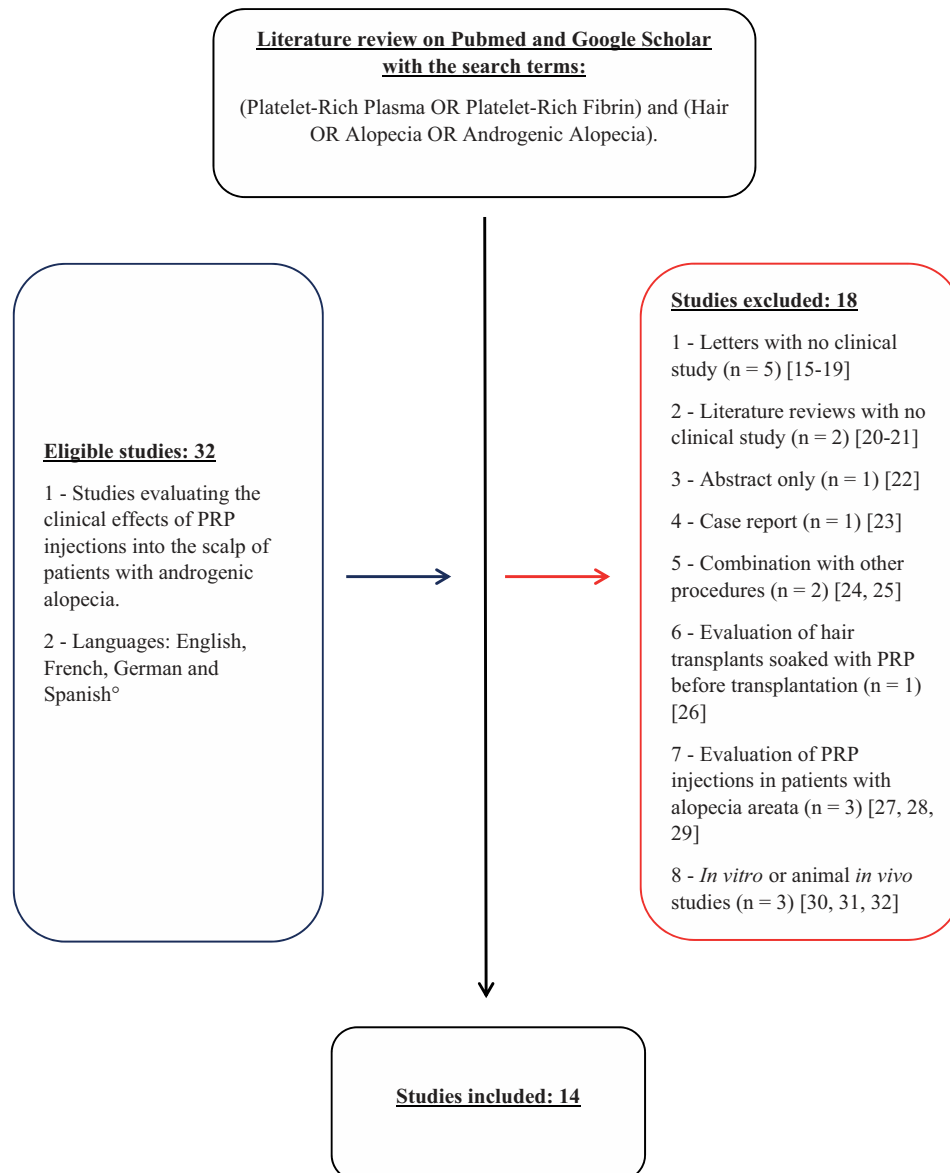 Literature review on Pubmed and Google Scholar
with the search terms:
(Platelet-Rich Plasma OR Platelet-Rich Fibrin) and (Hair
OR Alopecia OR Androgenic Alopecia).
Eligible studies: 32
1 - Studies evaluating the
clinical effects of PRP
injections into the scalp of
patients with androgenic
alopecia.
2 - Languages: English,
French, German and
Spanish°
Studies excluded: 18
1 - Letters with no clinical
study (n = 5) [15-19]
2 - Literature reviews with no
clinical study (n = 2) [20-21]
3 - Abstract only (n = 1) [22]
4 - Case report (n = 1) [23]
5 - Combination with other
procedures (n = 2) [24, 25]
6 - Evaluation of hair
transplants soaked with PRP
before transplantation (n = 1)
[26]
7 - Evaluation of PRP
injections in patients with
alopecia areata (n = 3) [27, 28,
29]
8 - In vitro or animal in vivo
studies (n = 3) [30, 31, 32]
Studies included: 14